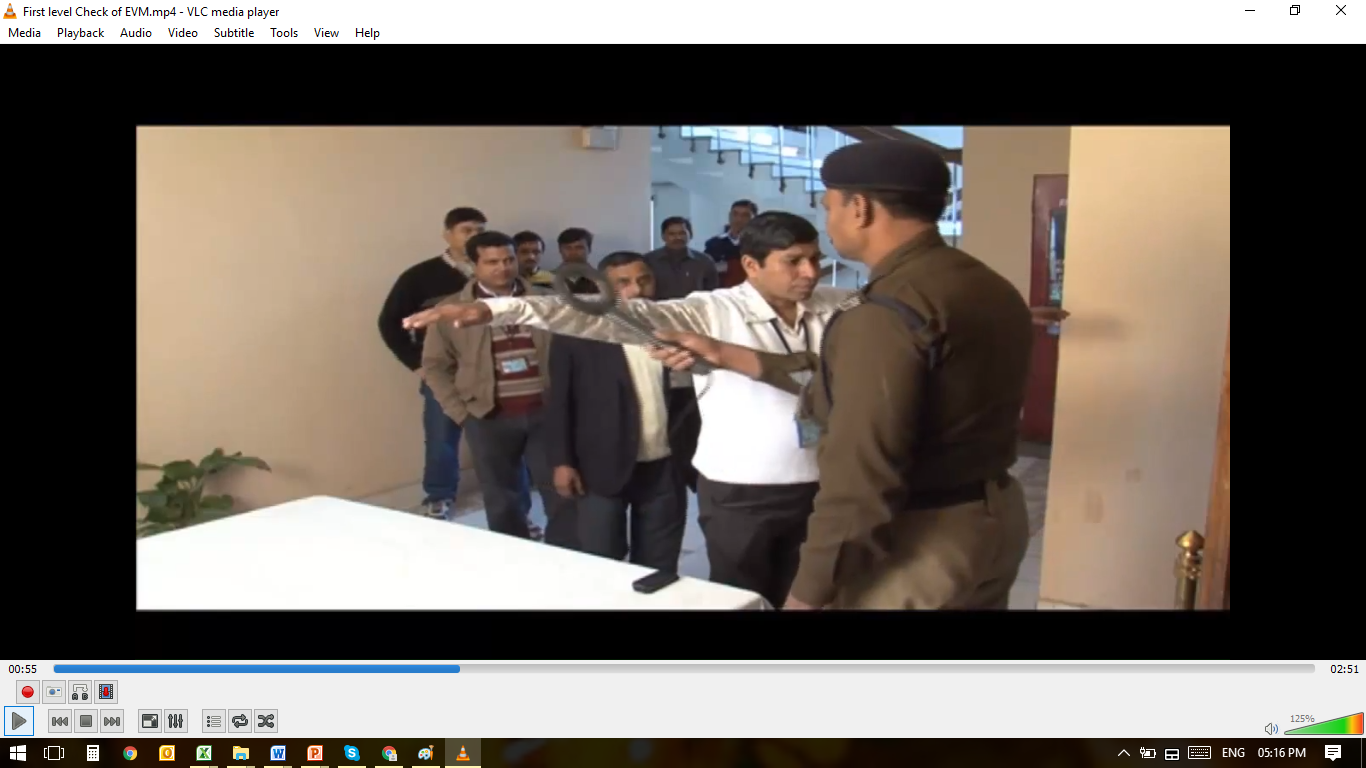 First level Check of EVM.mp4 - VLC media player
Media Playback Audio Video Subtitle Tools View Help
00:55
02:51
125%
ENG 05:16 PM